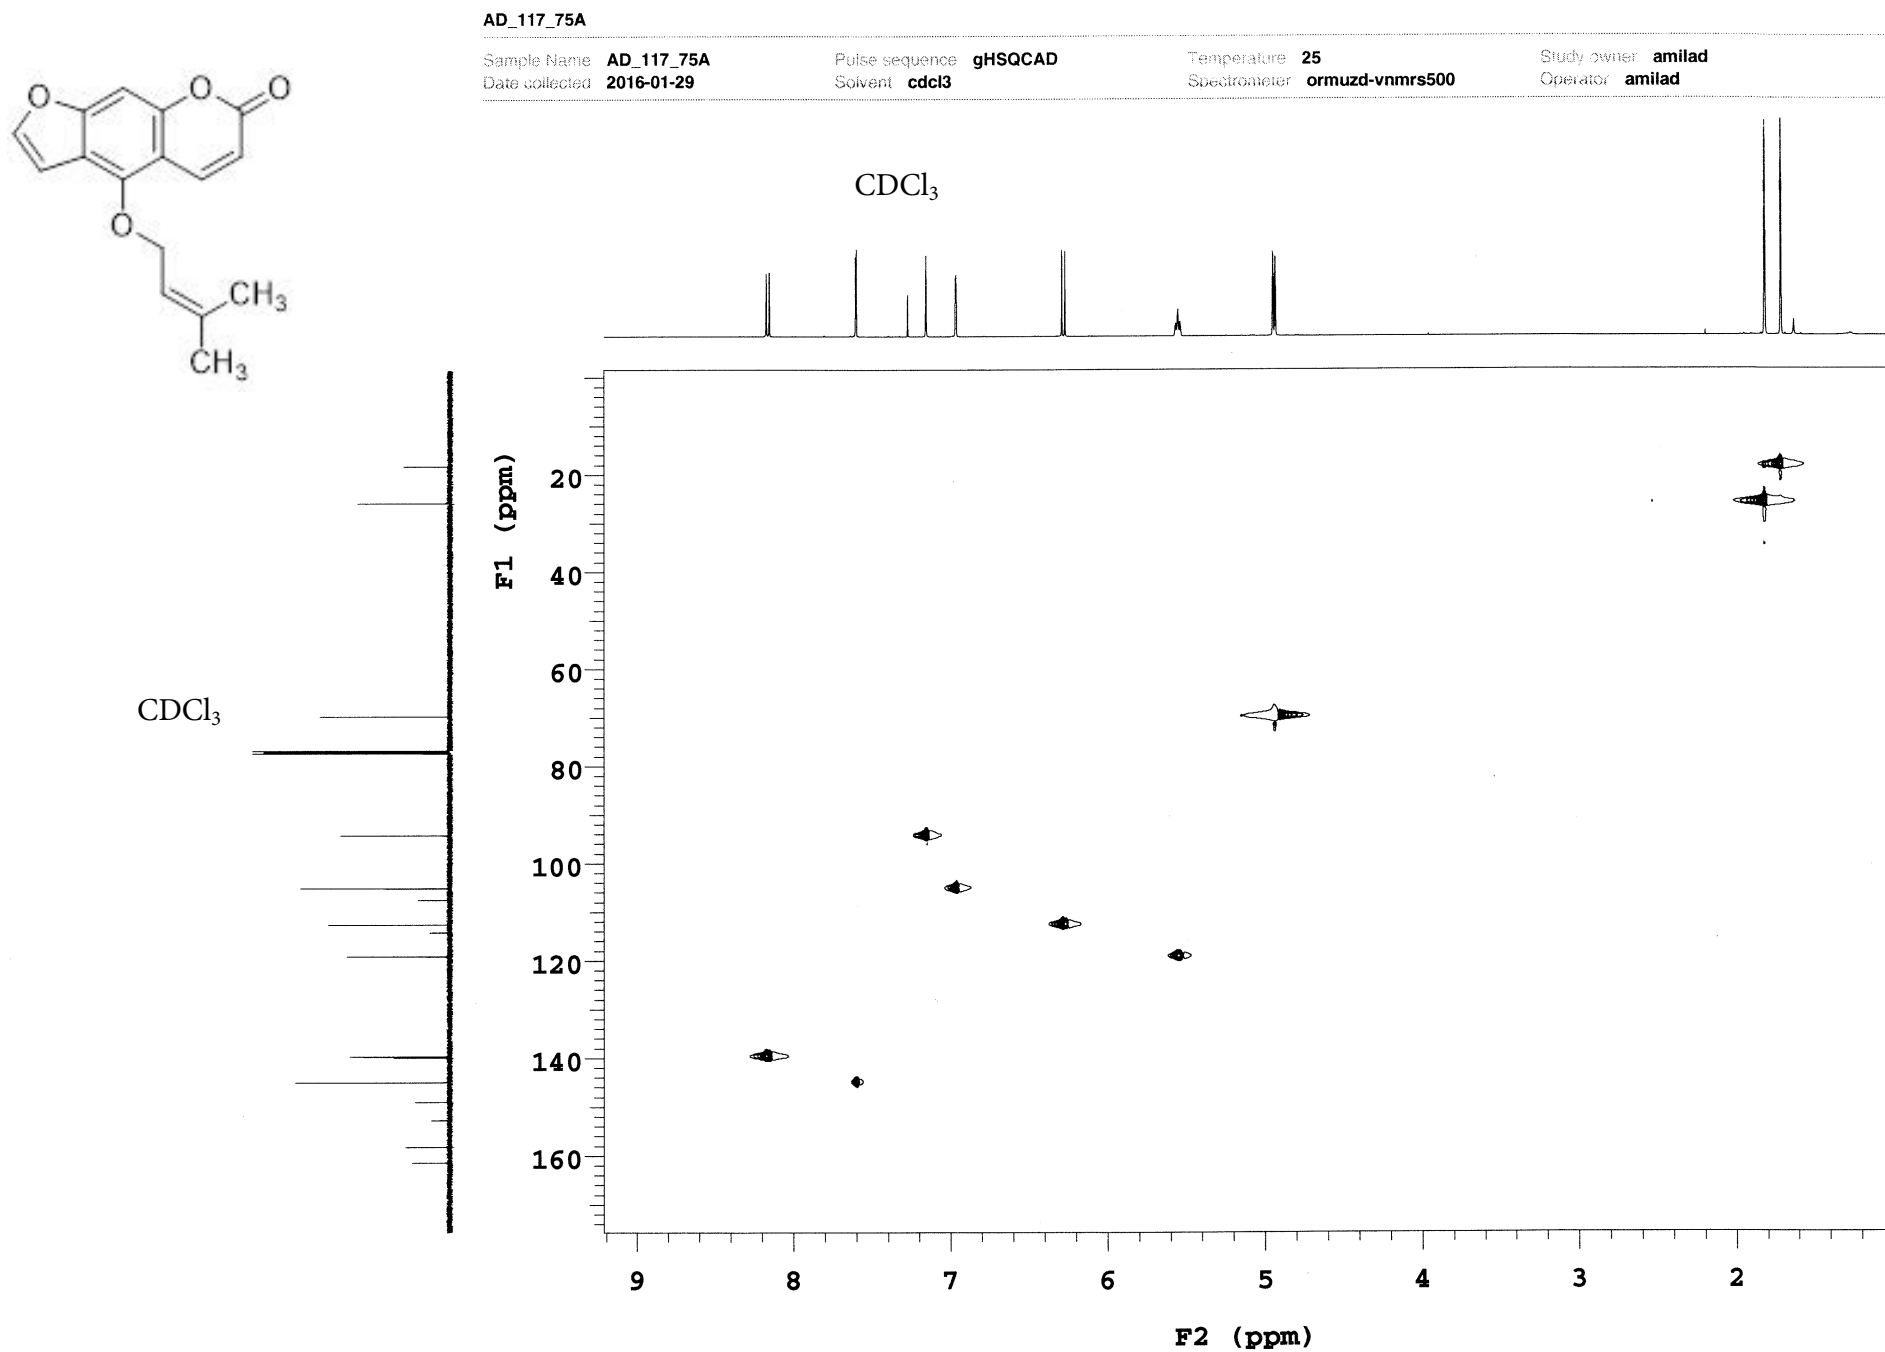 AD_117_75A
Sample Name AD_117_75A Pulse sequence gHSQCAD Temperature 25 Study owner amilad
Date collected 2016-01-29 Solvent cdcl3 Spectrometer ormuzd-vnmrs500 Operator amilad
O O O
O
CH₃
CH₃
CDCl₃
CDCl₃
F1 (ppm)
20
40
60
80
100
120
140
160
9 8 7 6 5 4 3 2
F2 (ppm)